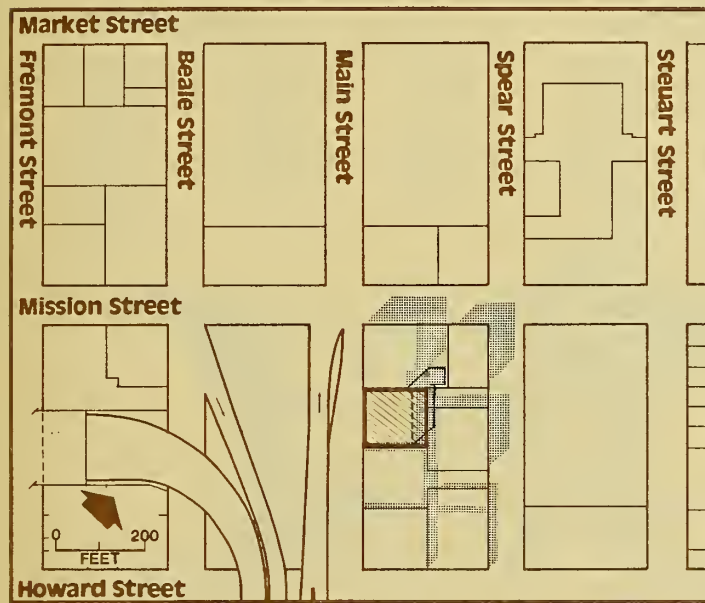 Market Street
Fremont Street
Beale Street
Main Street
Spear Street
Steuart Street
Mission Street
0 200
FEET
Howard Street